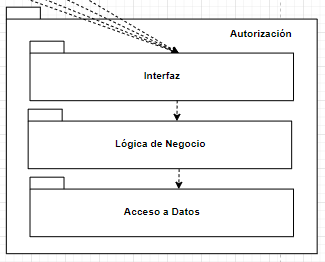 Autorización
Interfaz
Lógica de Negocio
Acceso a Datos